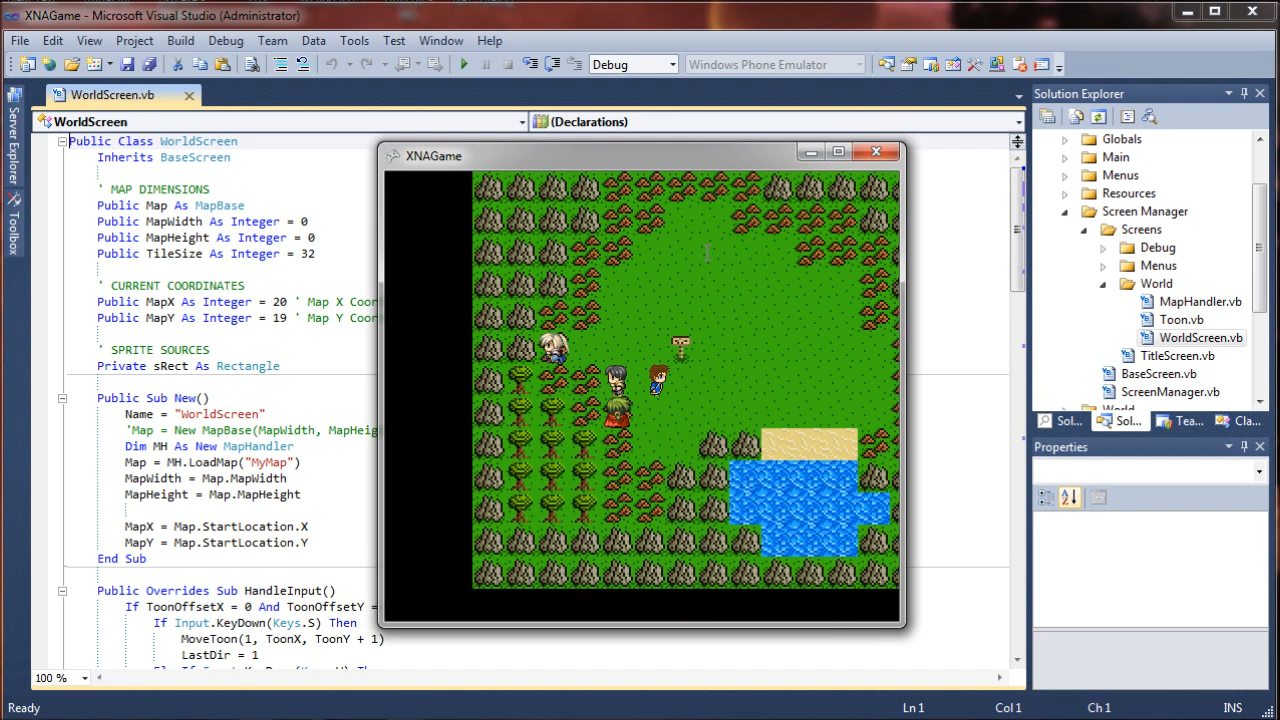 XNAGame - Microsoft Visual Studio (Administrator)
File Edit View Project Build Debug Team Data Tools Test Window Help
Debug
Windows Phone Emulator
Server Explorer
Toolbox
WorldScreen.vb
WorldScreen
(Declarations)
Public Class WorldScreen
Inherits BaseScreen
' MAP DIMENSIONS
Public Map As MapBase
Public MapWidth As Integer = 0
Public MapHeight As Integer = 0
Public TileSize As Integer = 32
' CURRENT COORDINATES
Public MapX As Integer = 20 ' Map X Coor
Public MapY As Integer = 19 ' Map Y Coor
' SPRITE SOURCES
Private sRect As Rectangle
Public Sub New()
Name = "WorldScreen"
'Map = New MapBase(MapWidth, MapHeig
Dim MH As New MapHandler
Map = MH.LoadMap("MyMap")
MapWidth = Map.MapWidth
MapHeight = Map.MapHeight
MapX = Map.StartLocation.X
MapY = Map.StartLocation.Y
End Sub
Public Overrides Sub HandleInput()
If ToonOffsetX = 0 And ToonOffsetY =
If Input.KeyDown(Keys.S) Then
MoveToon(1, ToonX, ToonY + 1)
LastDir = 1
100 %
XNAGame
Solution Explorer
Globals
Main
Menus
Resources
Screen Manager
Screens
Debug
Menus
World
MapHandler.vb
Toon.vb
WorldScreen.vb
TitleScreen.vb
BaseScreen.vb
ScreenManager.vb
Sol... Sol... Tea... Cla...
Properties
Ready
Ln 1 Col 1 Ch 1 INS